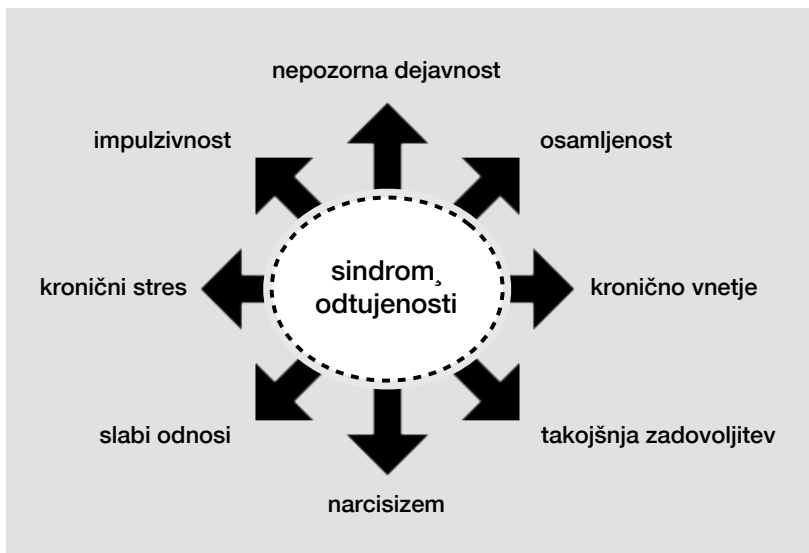 nepozorna dejavnost
impulzivnost
osamljenost
kronični stres
sindrom¸
odtujenosti
kronično vnetje
slabi odnosi
takojšnja zadovoljitev
narcisizem